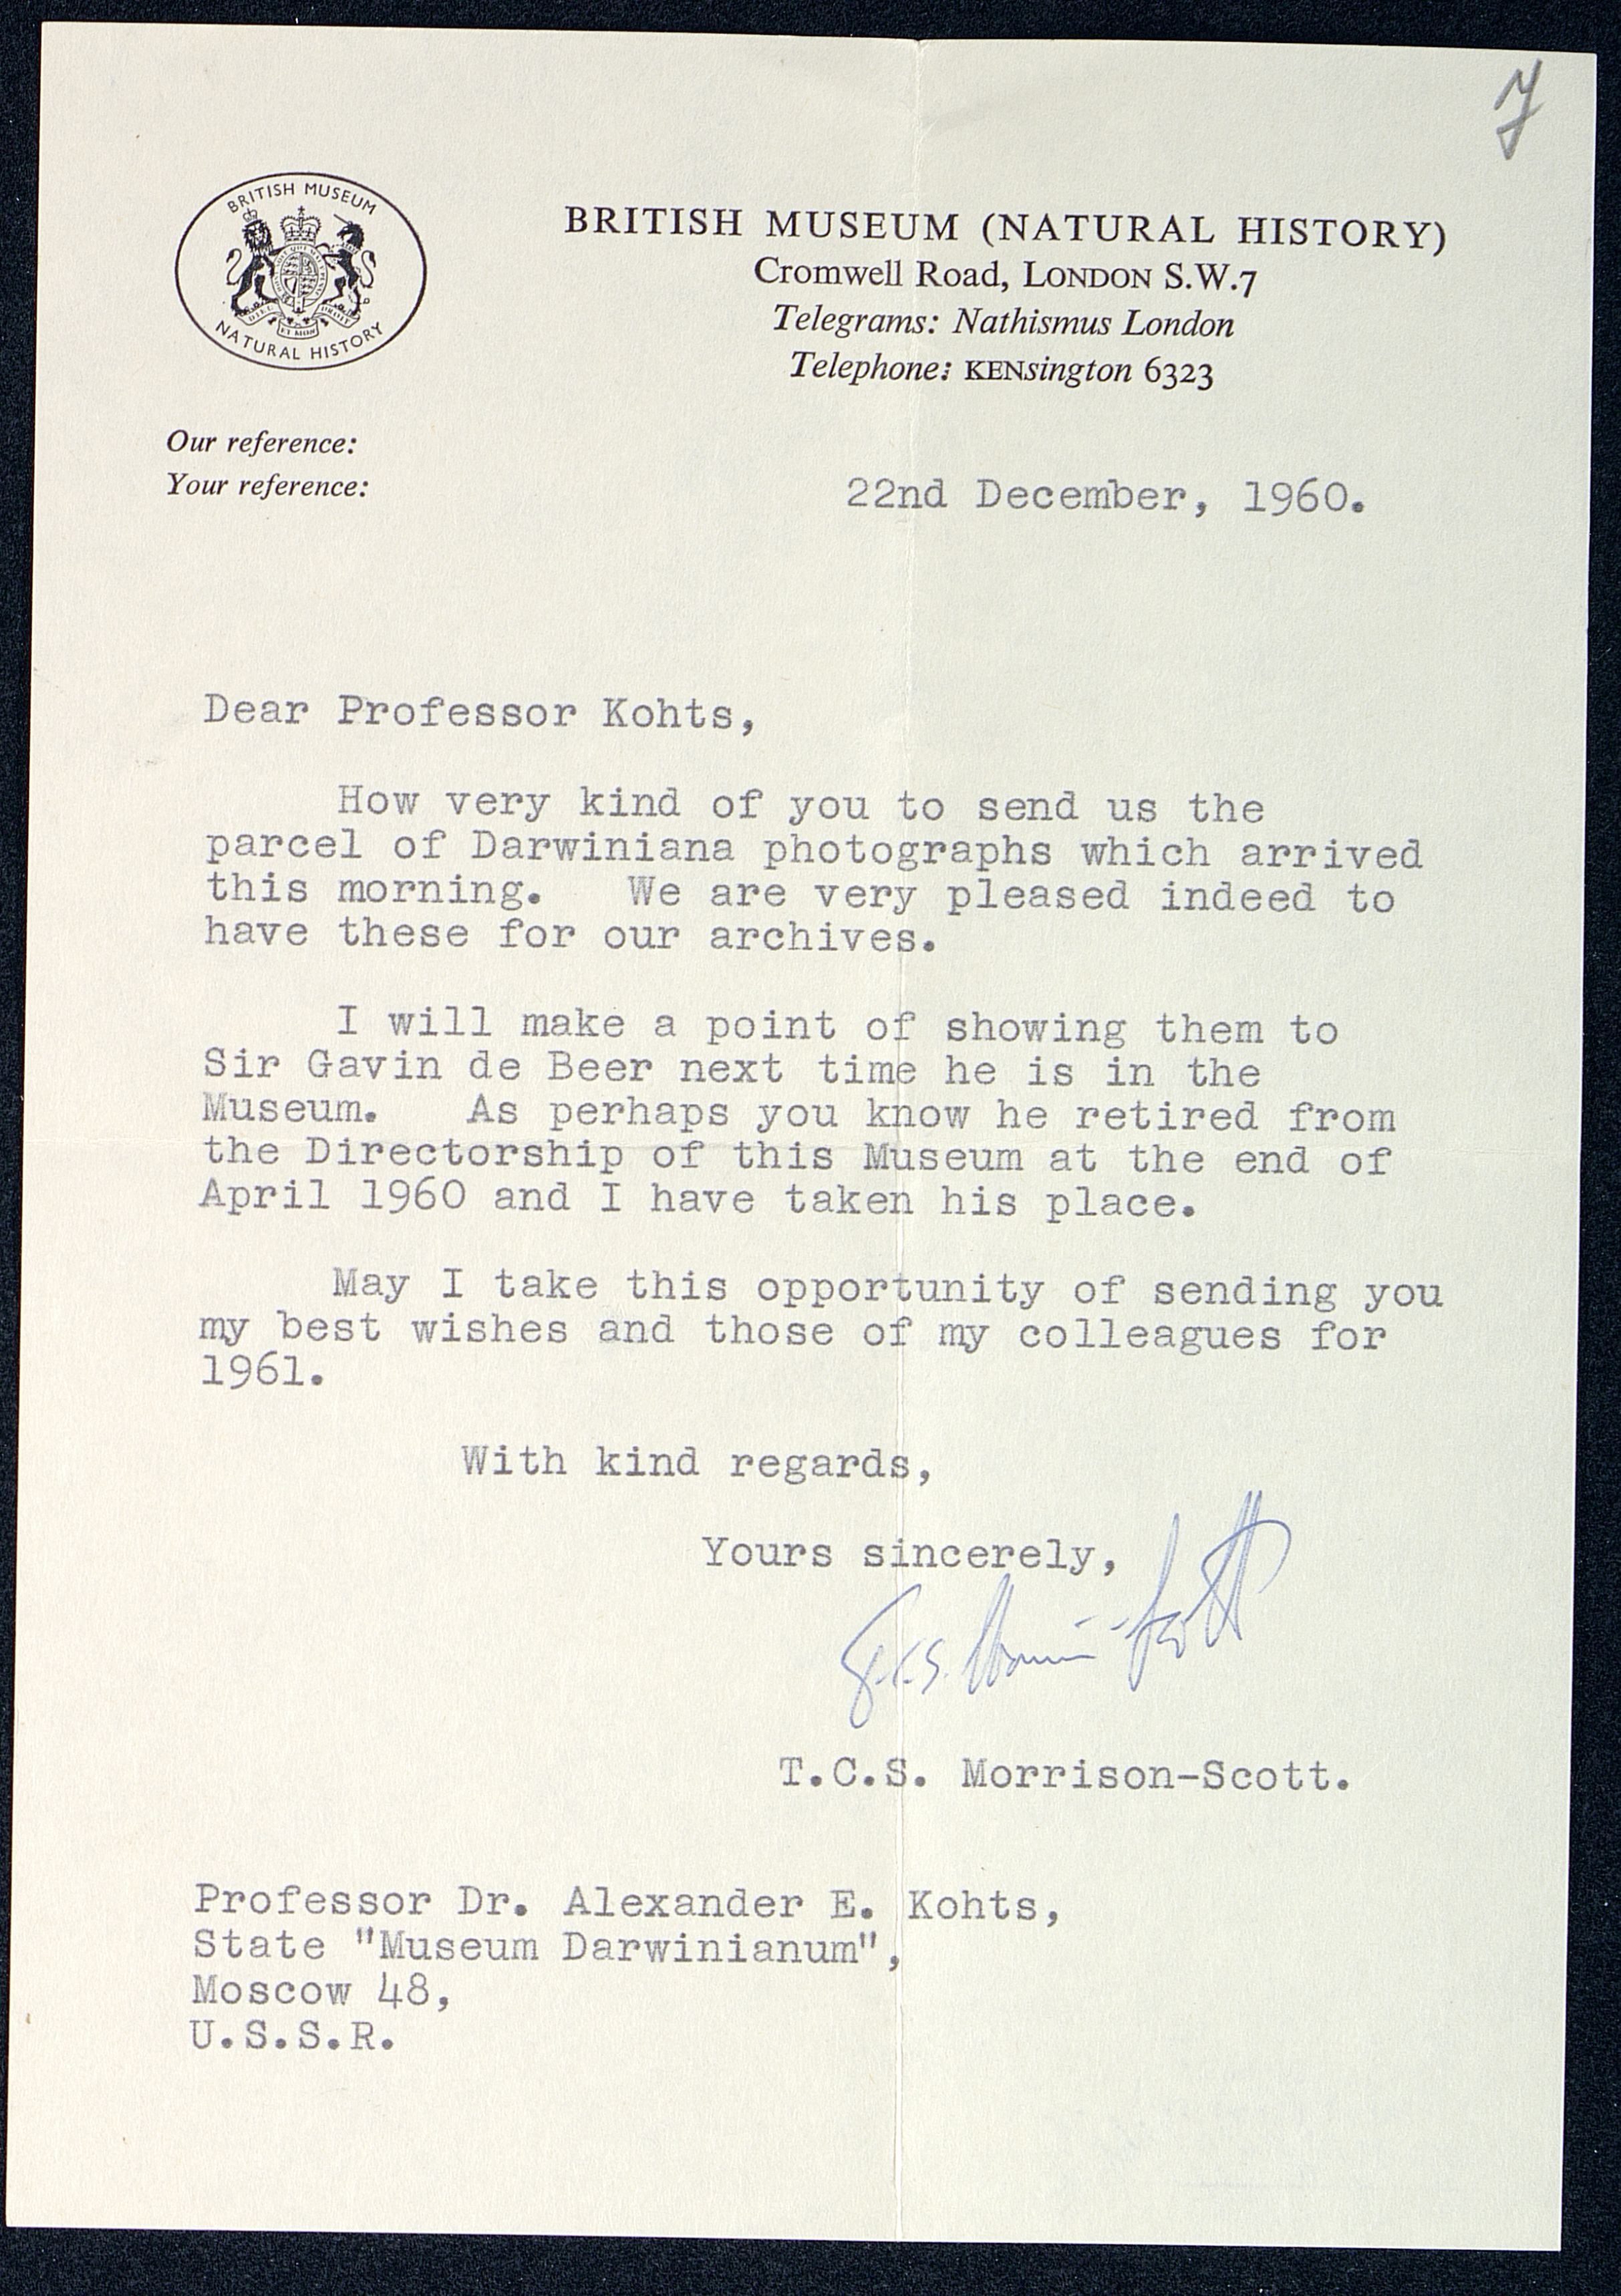 7
BRITISH MUSEUM
NATURAL HISTORY
BRITISH MUSEUM (NATURAL HISTORY)
Cromwell Road, LONDON S.W.7
Telegrams: Nathismus London
Telephone: KENsington 6323
Our reference:
Your reference:
22nd December, 1960.
Dear Professor Kohts,
How very kind of you to send us the
parcel of Darwiniana photographs which arrived
this morning. We are very pleased indeed to
have these for our archives.
I will make a point of showing them to
Sir Gavin de Beer next time he is in the
Museum. As perhaps you know he retired from
the Directorship of this Museum at the end of
April 1960 and I have taken his place.
May I take this opportunity of sending you
my best wishes and those of my colleagues for
1961.
With kind regards,
Yours sincerely,
T.C.S. Morrison-Scott
T.C.S. Morrison-Scott.
Professor Dr. Alexander E. Kohts,
State "Museum Darwinianum",
Moscow 48,
U.S.S.R.